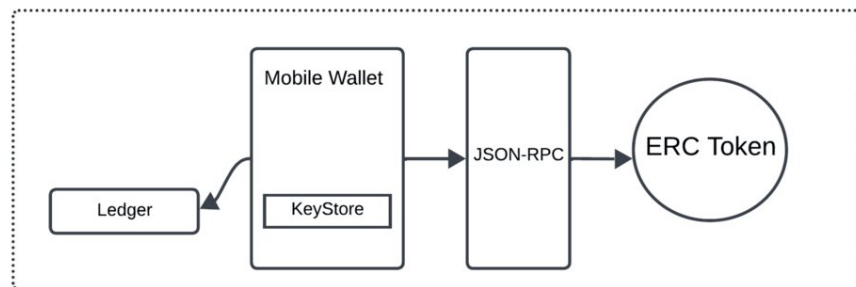 Mobile Wallet
JSON-RPC
ERC Token
Ledger
KeyStore